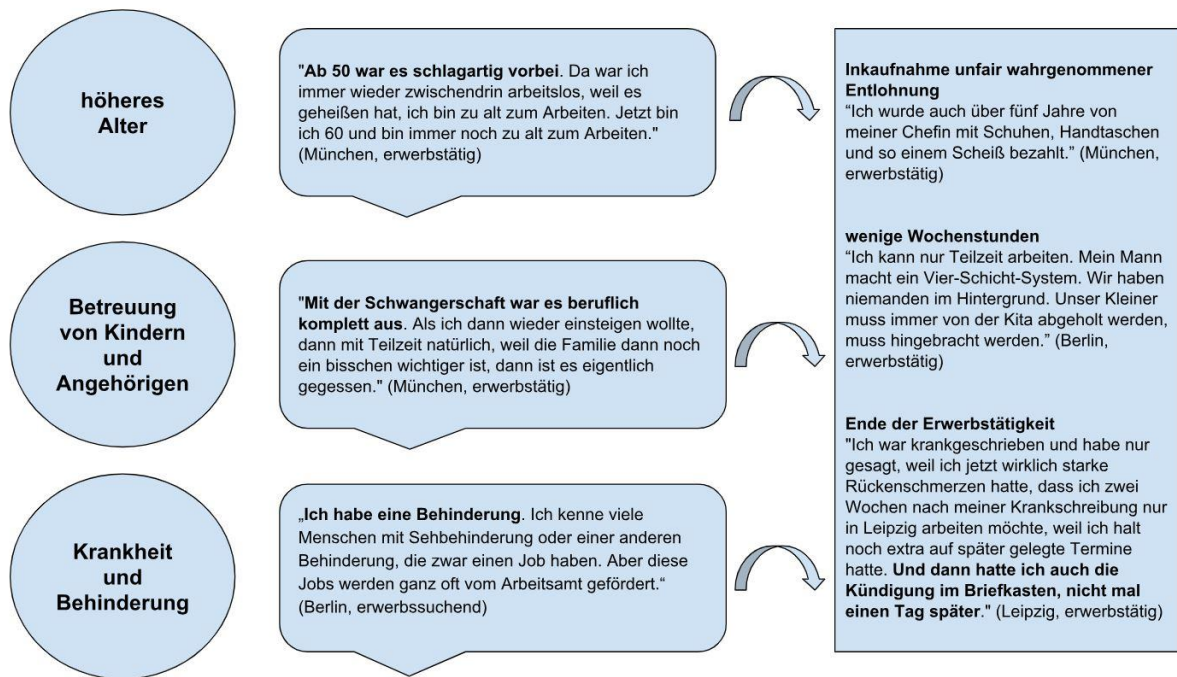 höheres
Alter
"Ab 50 war es schlagartig vorbei. Da war ich
immer wieder zwischendrin arbeitslos, weil es
geheißen hat, ich bin zu alt zum Arbeiten. Jetzt bin
ich 60 und bin immer noch zu alt zum Arbeiten."
(München, erwerbstätig)
Betreuung
von Kindern
und
Angehörigen
"Mit der Schwangerschaft war es beruflich
komplett aus. Als ich dann wieder einsteigen wollte,
dann mit Teilzeit natürlich, weil die Familie dann noch
ein bisschen wichtiger ist, dann ist es eigentlich
gegessen." (München, erwerbstätig)
Krankheit
und
Behinderung
„Ich habe eine Behinderung. Ich kenne viele
Menschen mit Sehbehinderung oder einer anderen
Behinderung, die zwar einen Job haben. Aber diese
Jobs werden ganz oft vom Arbeitsamt gefördert.“
(Berlin, erwerbssuchend)
Inkaufnahme unfair wahrgenommener
Entlohnung
“Ich wurde auch über fünf Jahre von
meiner Chefin mit Schuhen, Handtaschen
und so einem Scheiß bezahlt.” (München,
erwerbstätig)
wenige Wochenstunden
“Ich kann nur Teilzeit arbeiten. Mein Mann
macht ein Vier-Schicht-System. Wir haben
niemanden im Hintergrund. Unser Kleiner
muss immer von der Kita abgeholt werden,
muss hingebracht werden.” (Berlin,
erwerbstätig)
Ende der Erwerbstätigkeit
"Ich war krankgeschrieben und habe nur
gesagt, weil ich jetzt wirklich starke
Rückenschmerzen hatte, dass ich zwei
Wochen nach meiner Krankschreibung nur
in Leipzig arbeiten möchte, weil ich halt
noch extra auf später gelegte Termine
hatte. Und dann hatte ich auch die
Kündigung im Briefkasten, nicht mal
einen Tag später." (Leipzig, erwerbstätig)